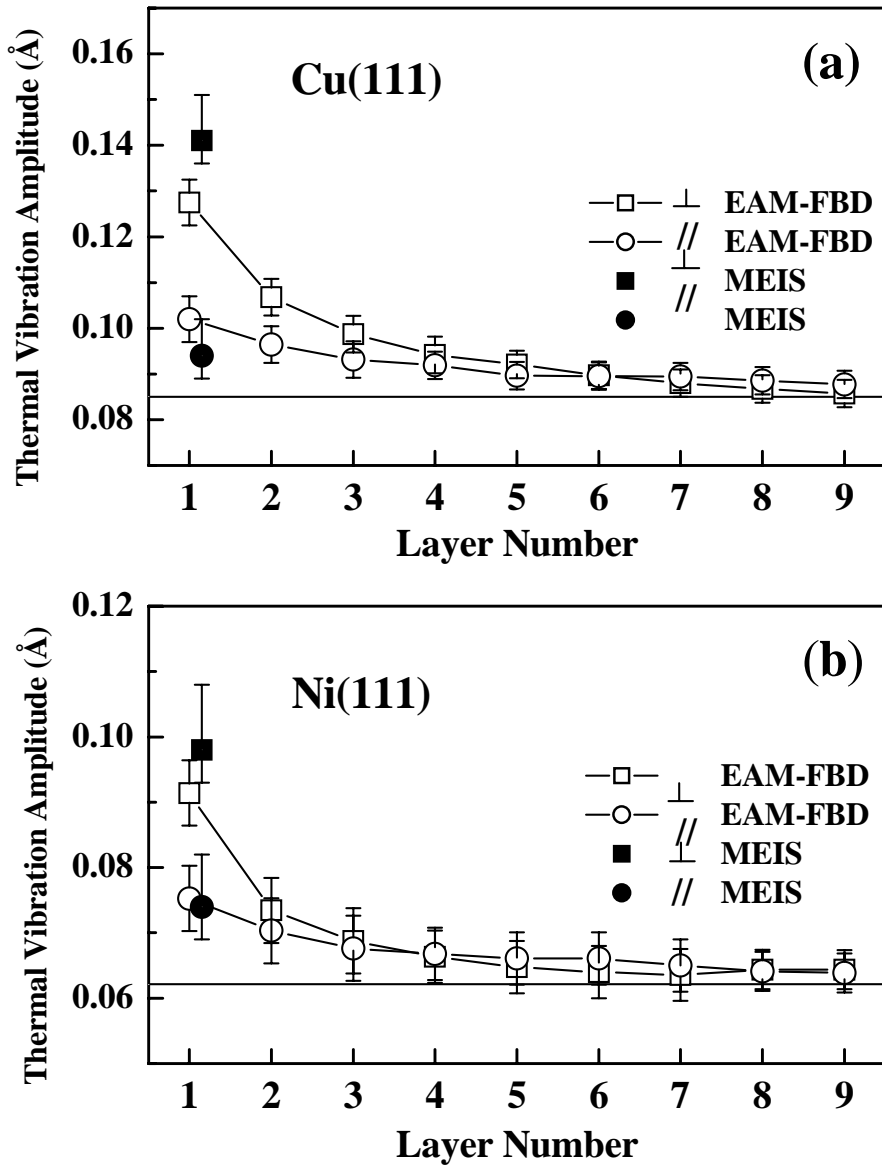 Thermal Vibration Amplitude (Å)
0.16
0.14
0.12
0.10
0.08
Cu(111)
(a)
⊥ EAM-FBD
// EAM-FBD
⊥ MEIS
// MEIS
1 2 3 4 5 6 7 8 9
Layer Number
Thermal Vibration Amplitude (Å)
0.12
0.10
0.08
0.06
Ni(111)
(b)
⊥ EAM-FBD
// EAM-FBD
⊥ MEIS
// MEIS
1 2 3 4 5 6 7 8 9
Layer Number